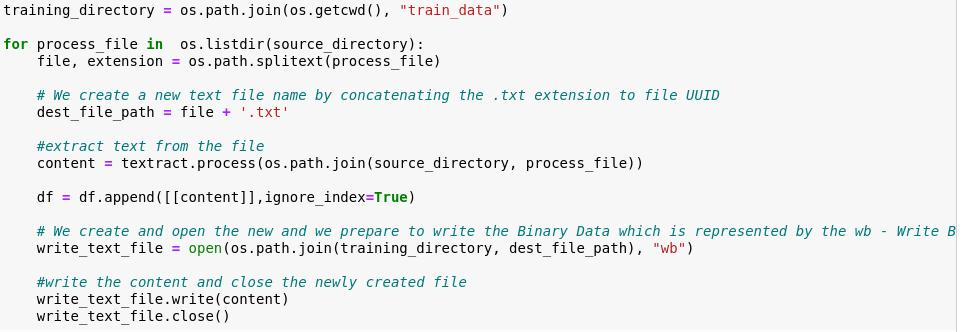 training_directory = os.path.join(os.getcwd(), "train_data")
for process_file in  os.listdir(source_directory):
    file, extension = os.path.splitext(process_file)
    # We create a new text file name by concatenating the .txt extension to file UUID
    dest_file_path = file + '.txt'
    #extract text from the file
    content = textract.process(os.path.join(source_directory, process_file))
    df = df.append([[content]],ignore_index=True)
    # We create and open the new and we prepare to write the Binary Data which is represented by the wb - Write B
    write_text_file = open(os.path.join(training_directory, dest_file_path), "wb")
    #write the content and close the newly created file
    write_text_file.write(content)
    write_text_file.close()